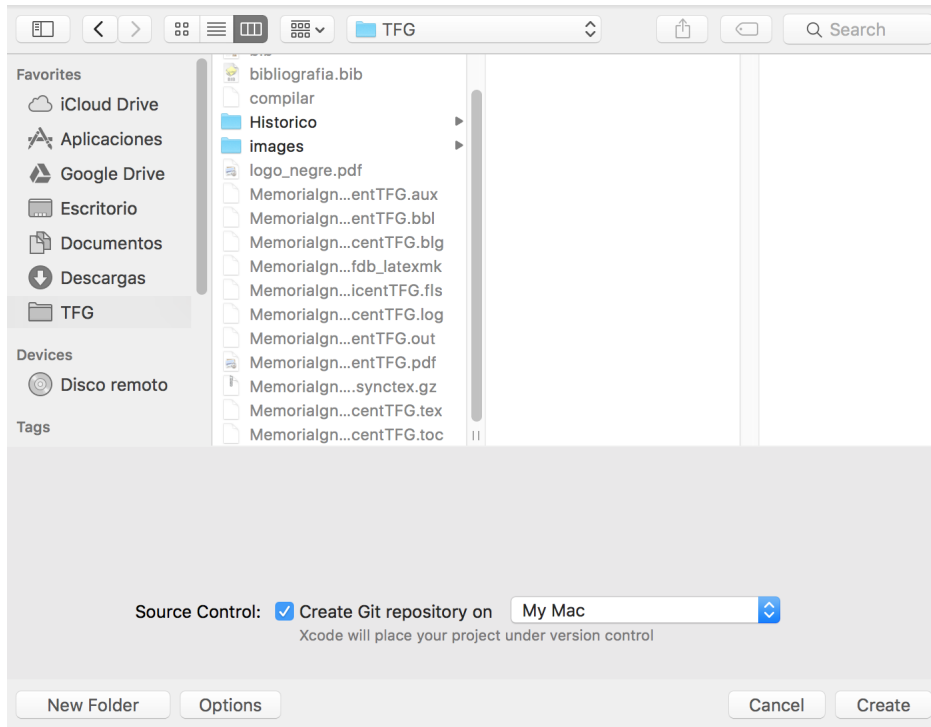 TFG
Search
Favorites
iCloud Drive
Aplicaciones
Google Drive
Escritorio
Documentos
Descargas
TFG
Devices
Disco remoto
Tags
bibliografia.bib
compilar
Historico
images
logo_negre.pdf
MemoriaIgn...entTFG.aux
MemoriaIgn...entTFG.bbl
MemoriaIgn...centTFG.blg
MemoriaIgn...fdb_latexmk
MemoriaIgn...icentTFG.fls
MemoriaIgn...centTFG.log
MemoriaIgn...entTFG.out
MemoriaIgn...entTFG.pdf
MemoriaIgn....synctex.gz
MemoriaIgn...centTFG.tex
MemoriaIgn...centTFG.toc
Source Control: Create Git repository on My Mac
Xcode will place your project under version control
New Folder Options Cancel Create